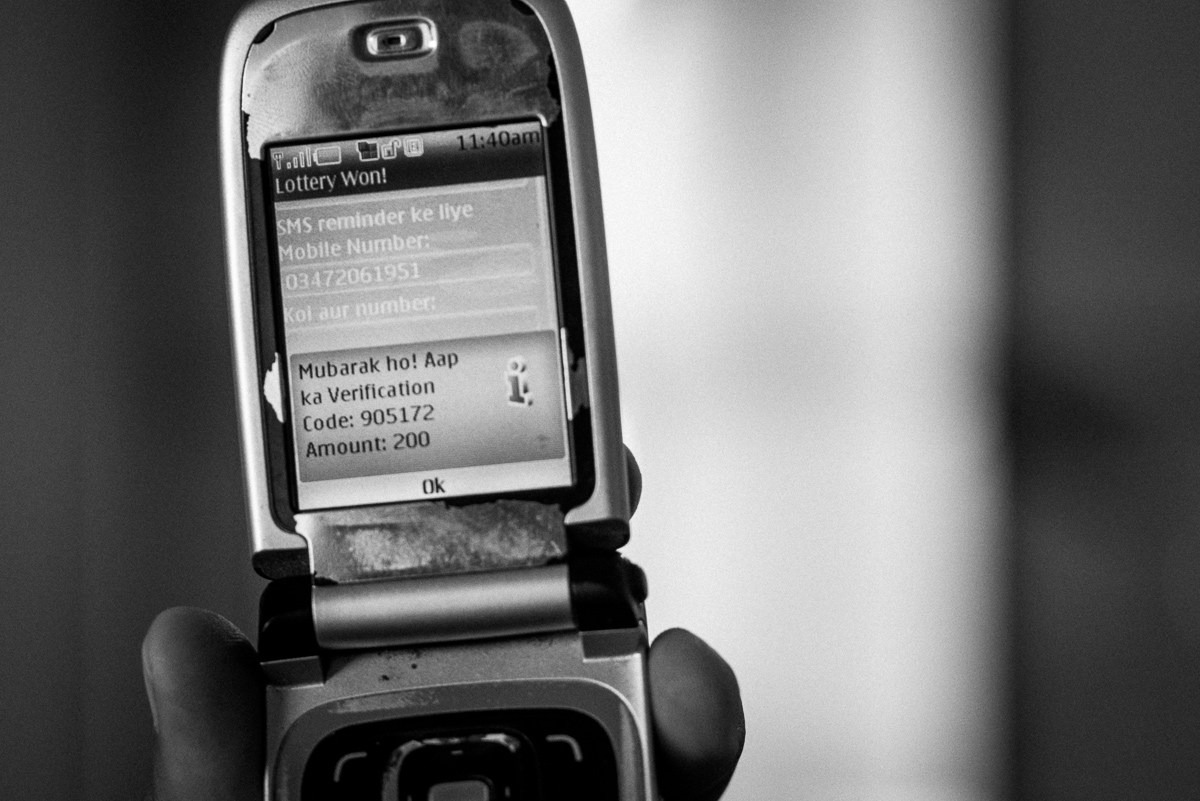 11:40am
Lottery Won!
SMS reminder ke liye
Mobile Number:
03472061951
Koi aur number:
Mubarak ho! Aap
ka Verification
Code: 905172
Amount: 200
Ok